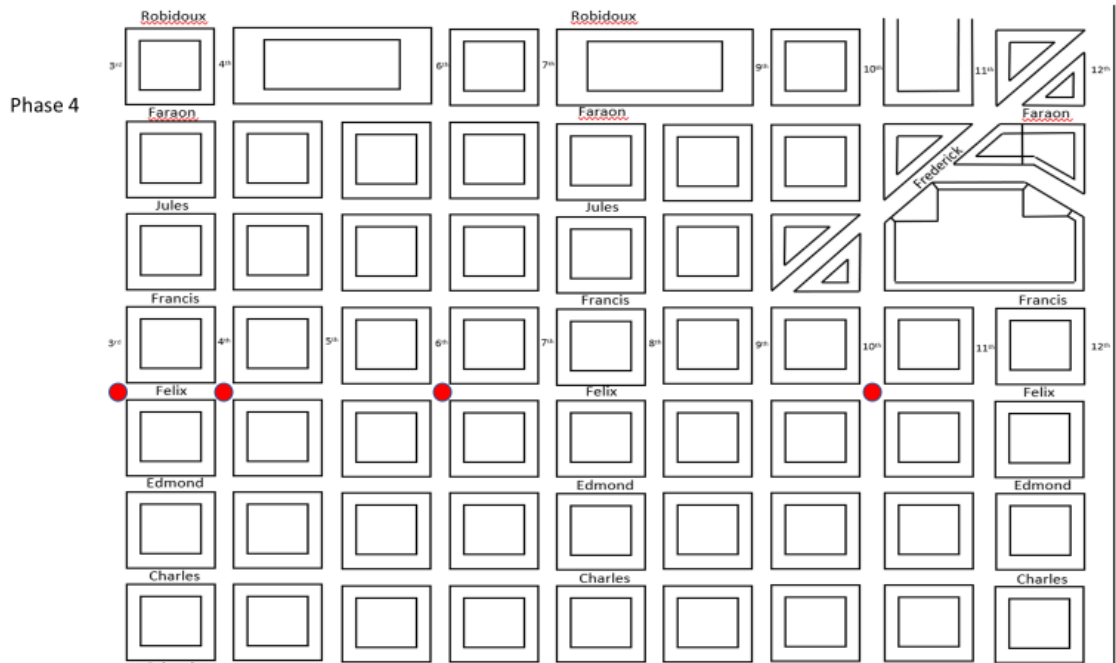 Robidoux Robidoux
3rd 4th 6th 7th 9th 10th 11th 12th
Phase 4
Faraon Faraon Faraon
Frederick
Jules Jules
Francis Francis Francis
3rd 4th 5th 6th 7th 8th 9th 10th 11th 12th
Felix Felix Felix
Edmond Edmond Edmond
Charles Charles Charles